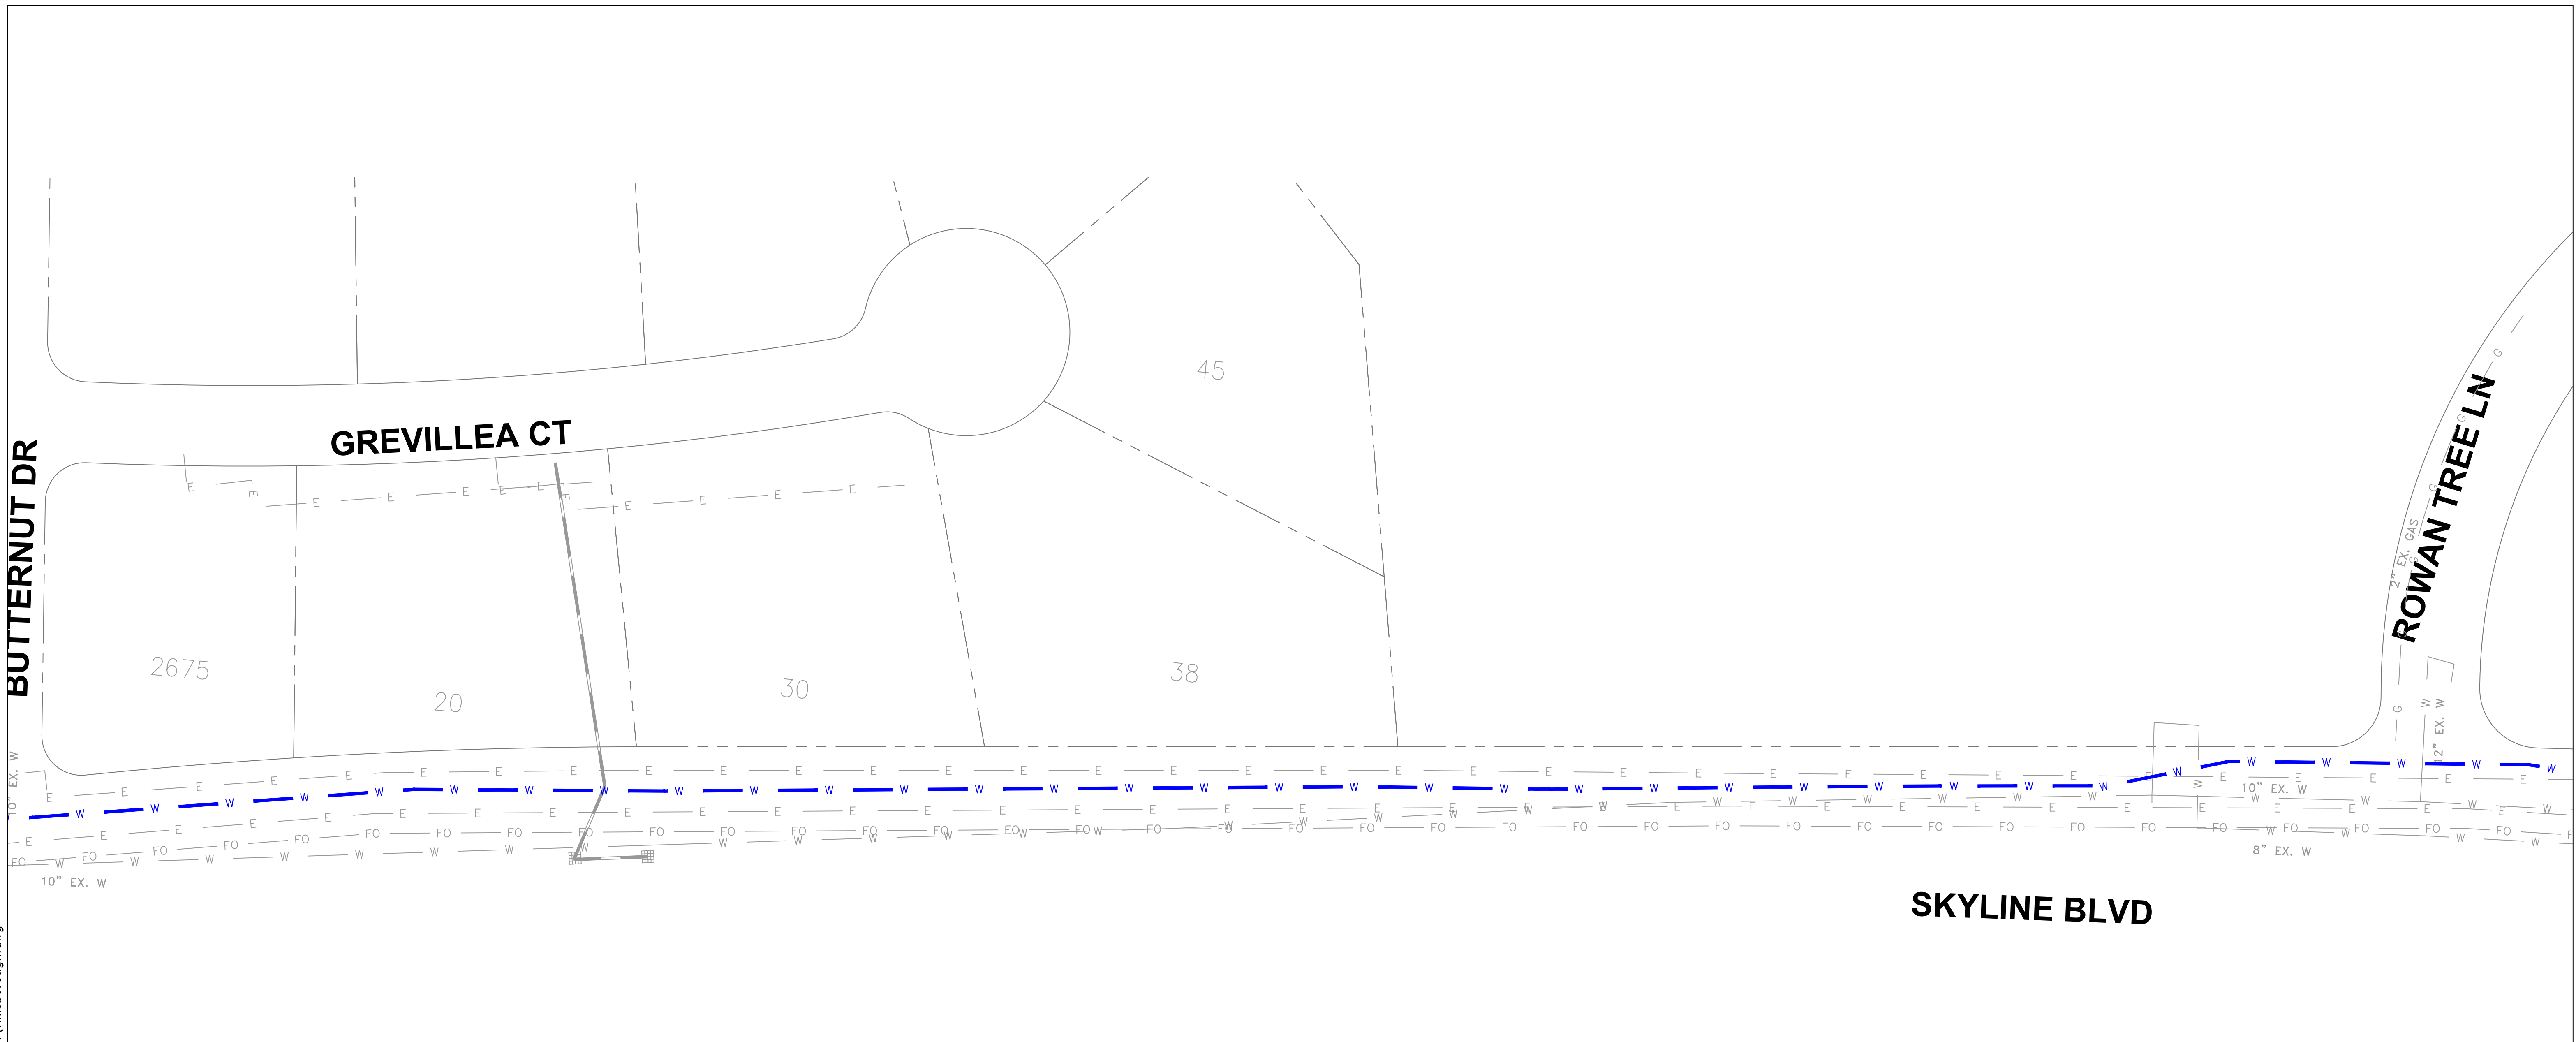 45
GREVILLEA CT
BUTTERNUT DR
ROWAN TREE LN
2" EX. GAS
2675
20
30
38
12" EX. W
10" EX. W
10" EX. W
8" EX. W
10" EX. W
SKYLINE BLVD